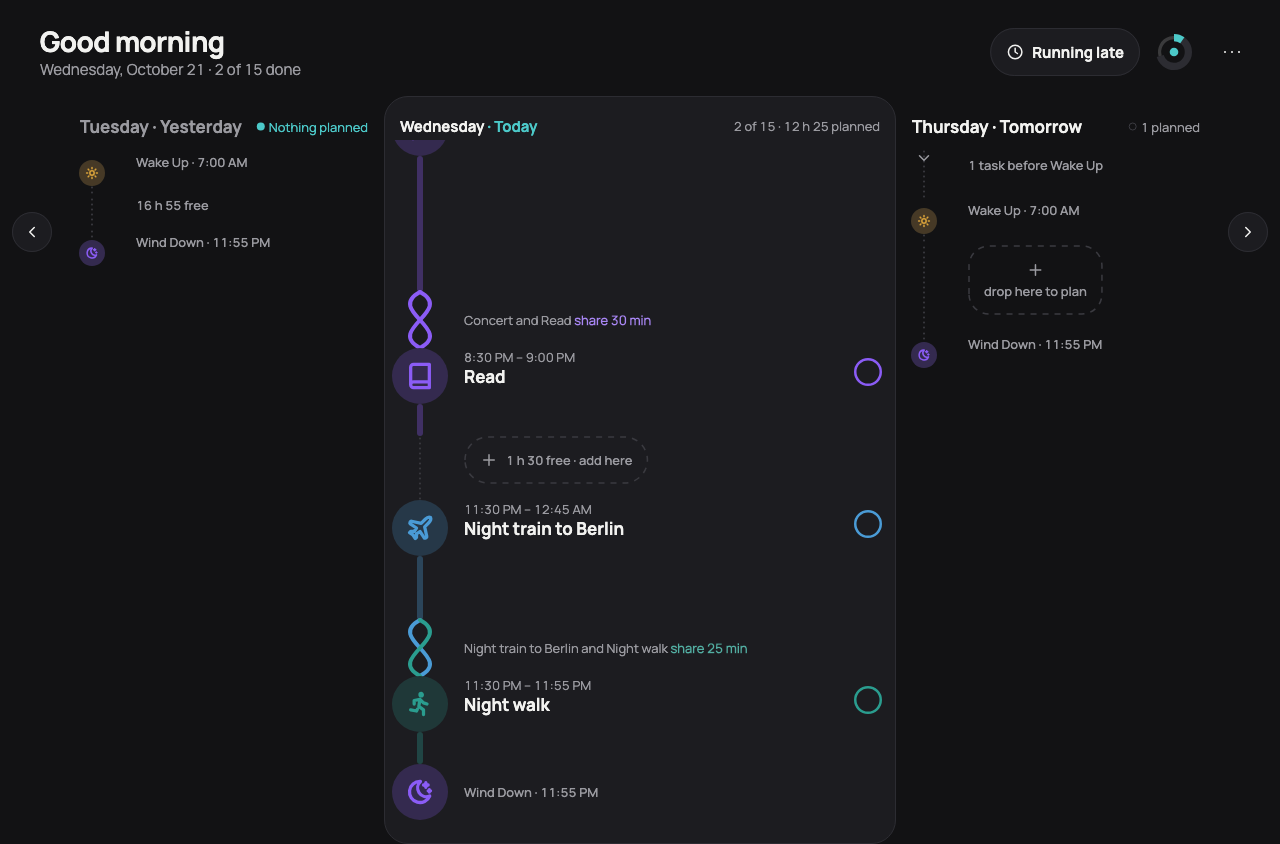 Good morning
Wednesday, October 21 · 2 of 15 done
Running late
Tuesday · Yesterday
Nothing planned
Wake Up · 7:00 AM
16 h 55 free
Wind Down · 11:55 PM
Wednesday · Today
2 of 15 · 12 h 25 planned
Concert and Read share 30 min
8:30 PM – 9:00 PM
Read
1 h 30 free · add here
11:30 PM – 12:45 AM
Night train to Berlin
Night train to Berlin and Night walk share 25 min
11:30 PM – 11:55 PM
Night walk
Wind Down · 11:55 PM
Thursday · Tomorrow
1 planned
1 task before Wake Up
Wake Up · 7:00 AM
drop here to plan
Wind Down · 11:55 PM